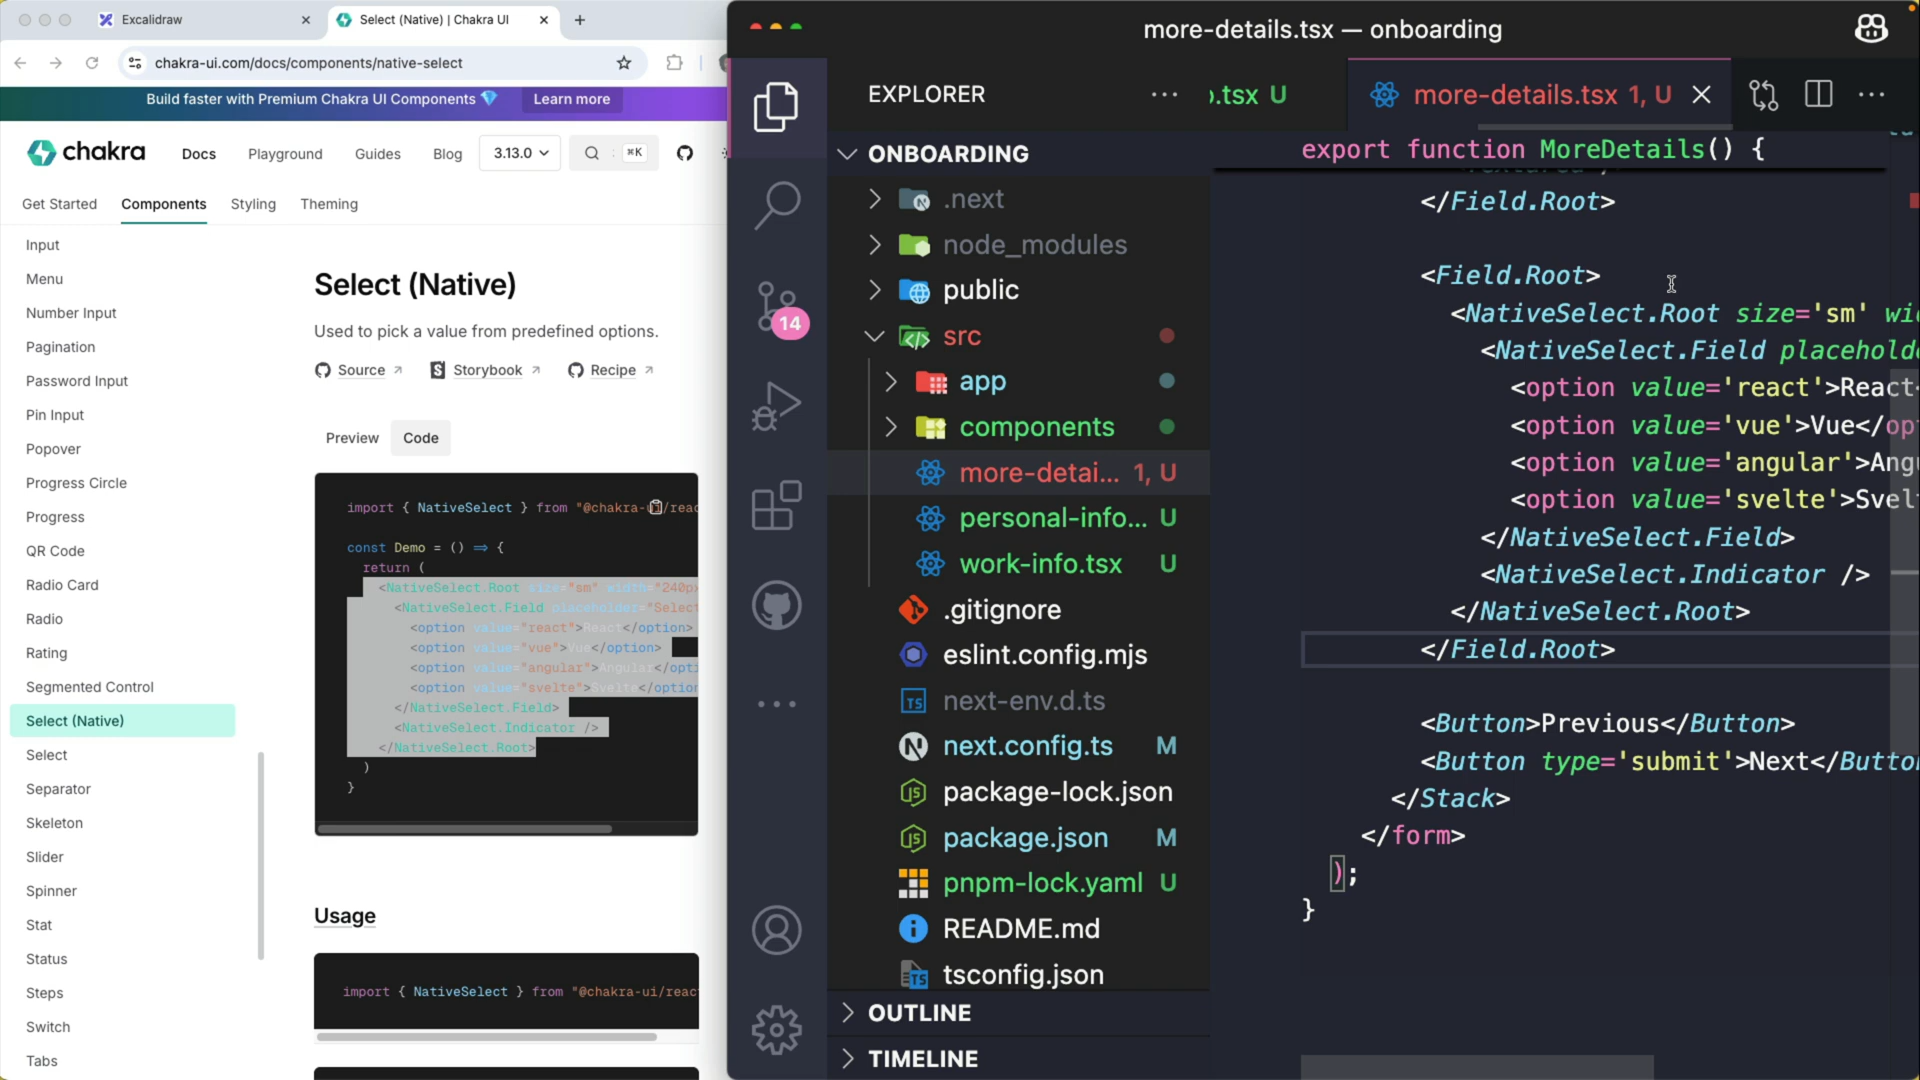 Excalidraw
Select (Native) | Chakra UI
chakra-ui.com/docs/components/native-select
Build faster with Premium Chakra UI Components 💎
Learn more
chakra
Docs
Playground
Guides
Blog
3.13.0
⌘K
Get Started
Components
Styling
Theming
Input
Menu
Number Input
Pagination
Password Input
Pin Input
Popover
Progress Circle
Progress
QR Code
Radio Card
Radio
Rating
Segmented Control
Select (Native)
Select
Separator
Skeleton
Slider
Spinner
Stat
Status
Steps
Switch
Tabs
Select (Native)
Used to pick a value from predefined options.
Source
Storybook
Recipe
Preview
Code
import { NativeSelect } from "@chakra-ui/reac
const Demo = () => {
return (
<NativeSelect.Root size="sm" width="240px
<NativeSelect.Field placeholder="Select
<option value="react">React</option>
<option value="vue">Vue</option>
<option value="angular">Angular</opti
<option value="svelte">Svelte</option
</NativeSelect.Field>
<NativeSelect.Indicator />
</NativeSelect.Root>
)
}
Usage
import { NativeSelect } from "@chakra-ui/reac
more-details.tsx — onboarding
EXPLORER
ONBOARDING
.next
node_modules
public
src
app
components
more-detai... 1, U
personal-info... U
work-info.tsx U
.gitignore
eslint.config.mjs
next-env.d.ts
next.config.ts M
package-lock.json
package.json M
pnpm-lock.yaml U
README.md
tsconfig.json
OUTLINE
TIMELINE
14
.tsx U
more-details.tsx 1, U
export function MoreDetails() {
</Field.Root>
<Field.Root>
<NativeSelect.Root size='sm' wi
<NativeSelect.Field placehold
<option value='react'>React<
<option value='vue'>Vue</op
<option value='angular'>Ang
<option value='svelte'>Svel
</NativeSelect.Field>
<NativeSelect.Indicator />
</NativeSelect.Root>
</Field.Root>
<Button>Previous</Button>
<Button type='submit'>Next</Butto
</Stack>
</form>
);
}